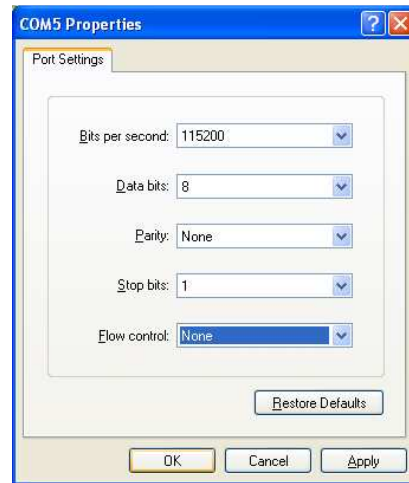 COM5 Properties
Port Settings
Bits per second: 115200
Data bits: 8
Parity: None
Stop bits: 1
Flow control: None
Restore Defaults
OK Cancel Apply